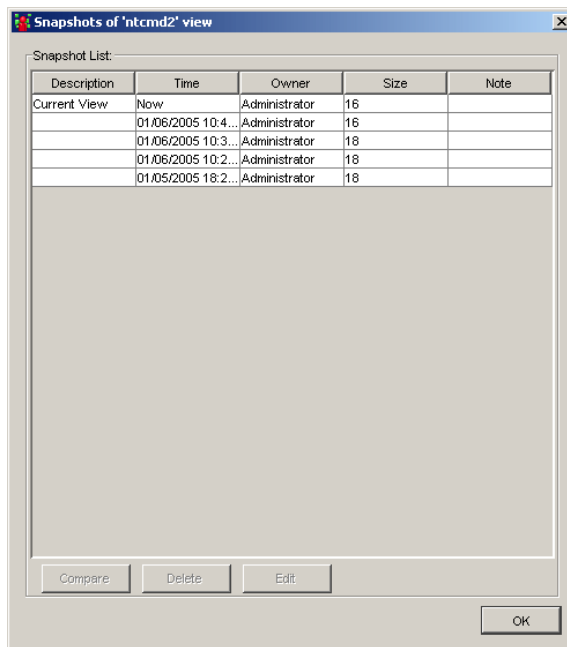 Snapshots of 'ntcmd2' view
Snapshot List:
Description Time Owner Size Note
Current View Now Administrator 16
01/06/2005 10:4... Administrator 16
01/06/2005 10:3... Administrator 18
01/06/2005 10:2... Administrator 18
01/05/2005 18:2... Administrator 18
Compare Delete Edit
OK